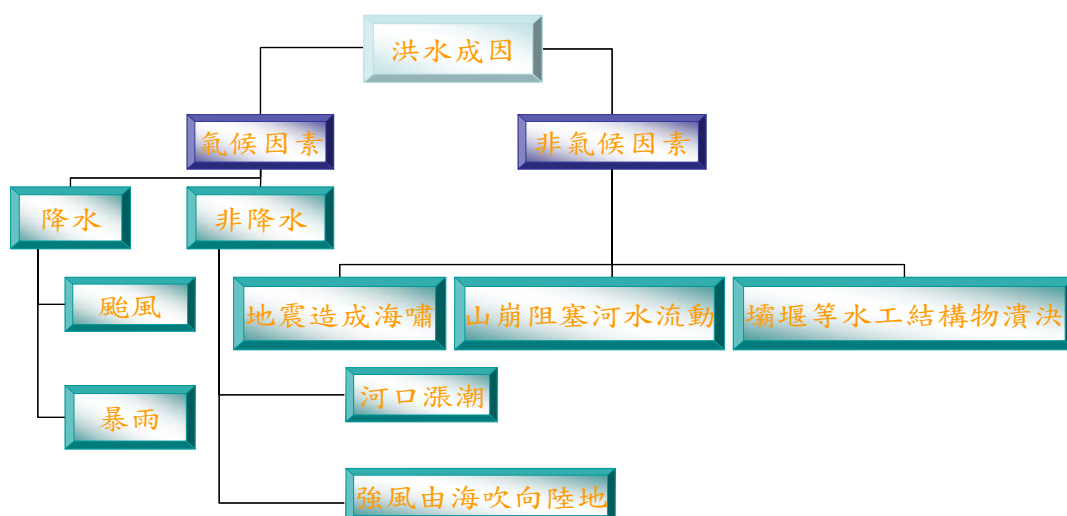 洪水成因
氣候因素
非氣候因素
降水
非降水
颱風
地震造成海嘯
山崩阻塞河水流動
壩堰等水工結構物潰決
河口漲潮
暴雨
強風由海吹向陸地